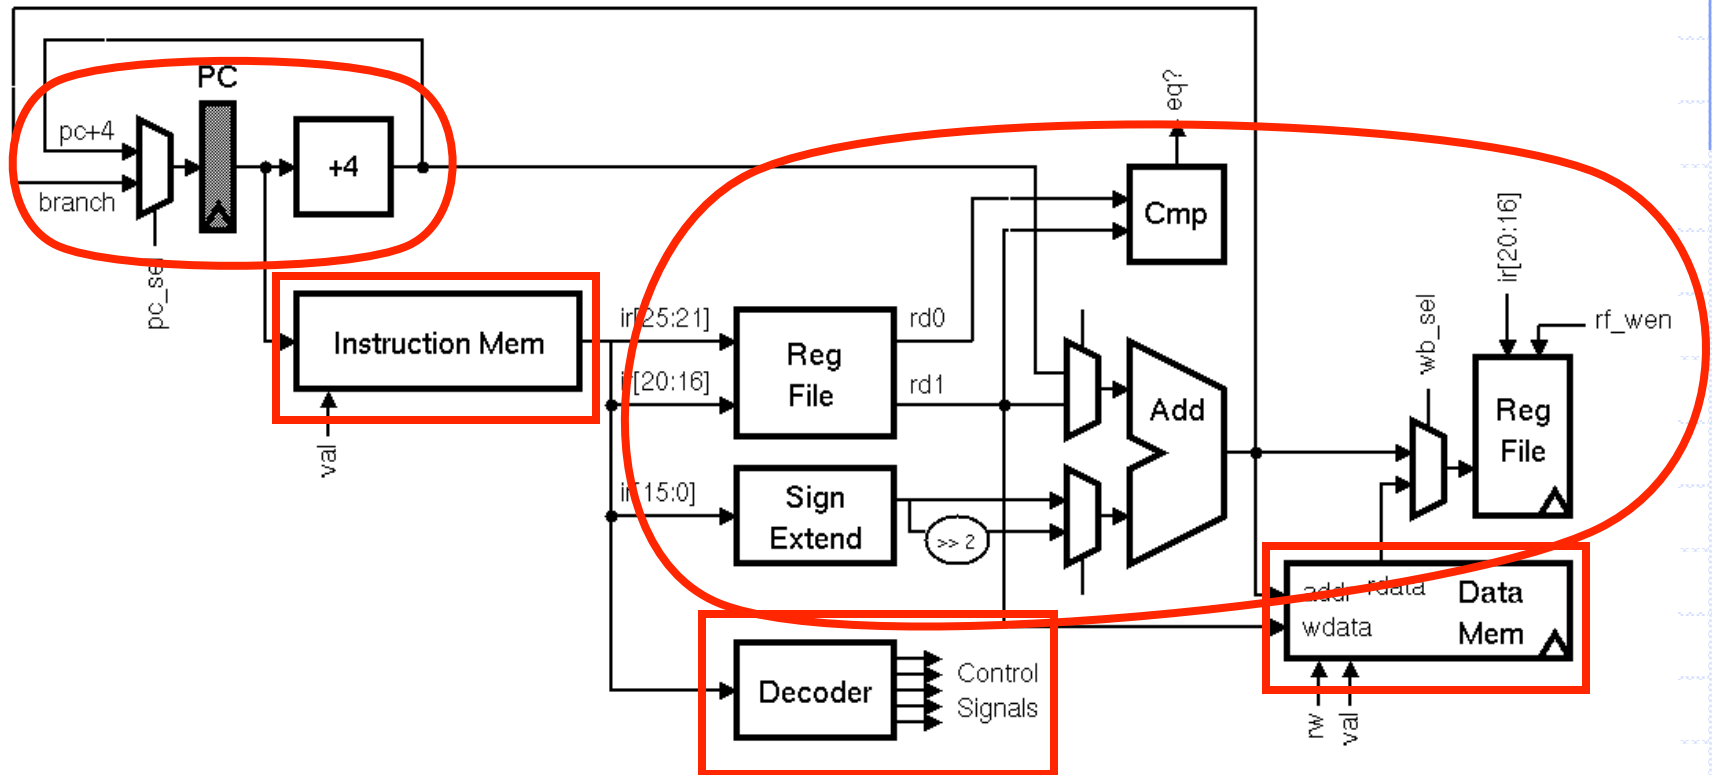 PC
pc+4
branch
+4
pc_sel
Instruction Mem
val
ir[25:21]
ir[20:16]
ir[15:0]
Reg
File
rd0
rd1
Sign
Extend
>> 2
Decoder
Control
Signals
eq?
Cmp
Add
wb_sel
ir[20:16]
rf_wen
Reg
File
addr
rdata
wdata
Data
Mem
rw
val